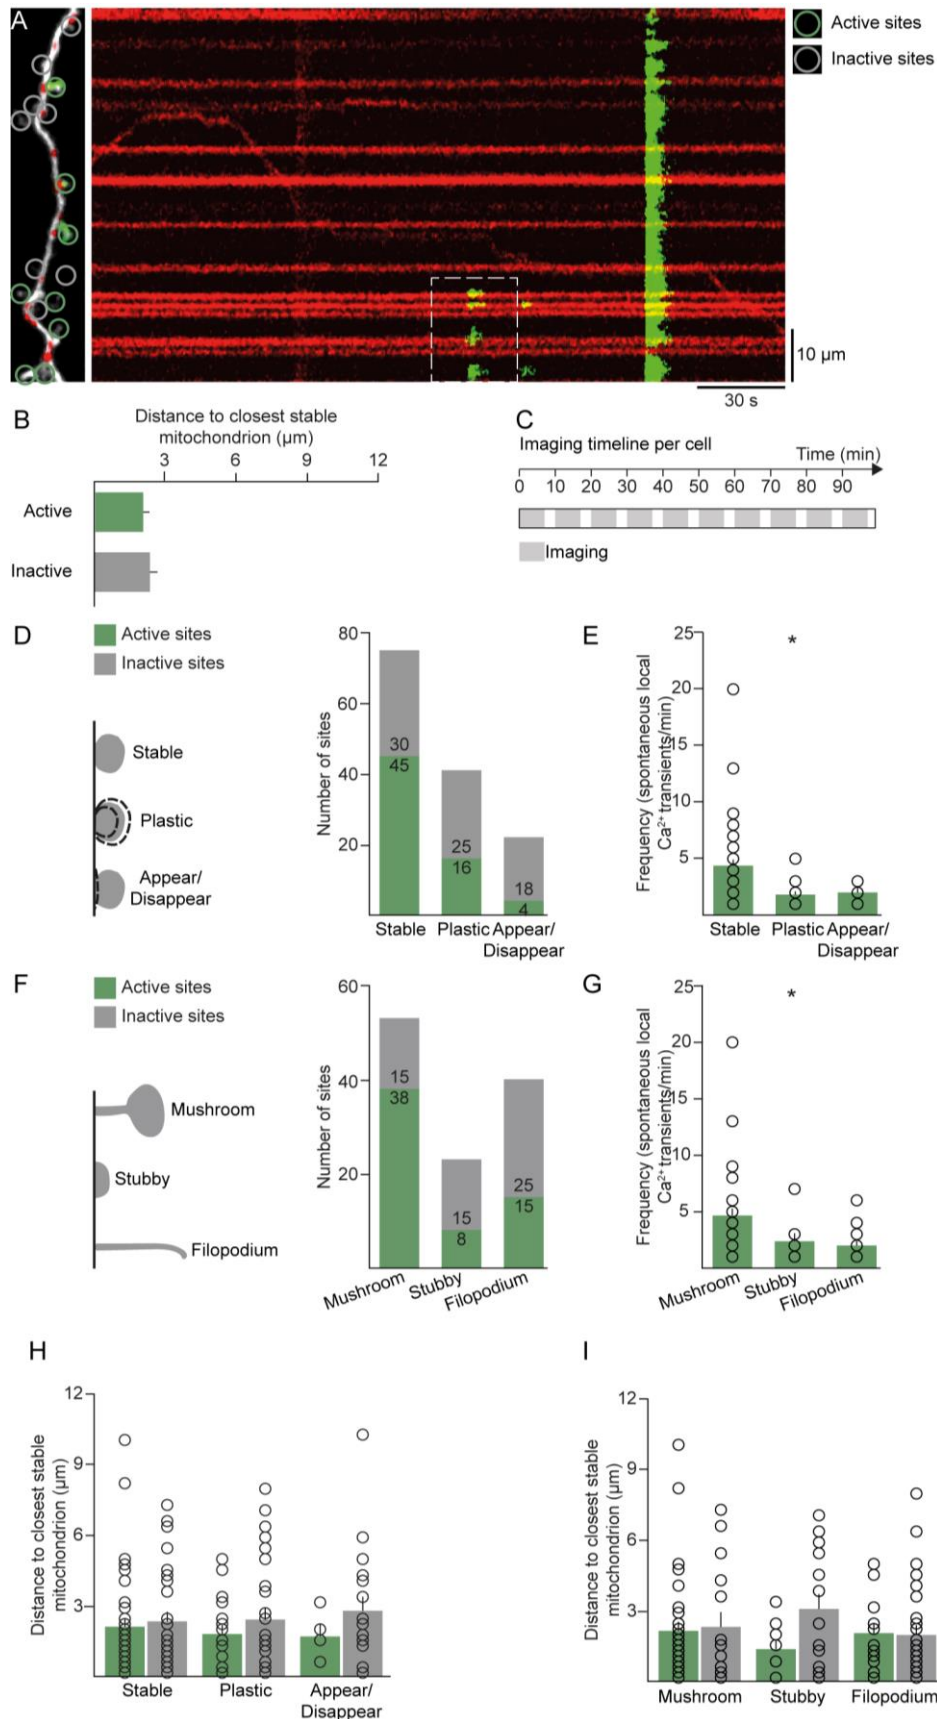 A
Active sites
Inactive sites
10 µm
30 s
B
Distance to closest stable
mitochondrion (µm)
3 6 9 12
Active
Inactive
C
Imaging timeline per cell
Time (min)
0 10 20 30 40 50 60 70 80 90
Imaging
D
Active sites
Inactive sites
Stable
Plastic
Appear/
Disappear
Number of sites
80
60
40
20
30
45
25
16
18
4
Stable Plastic Appear/
Disappear
E
Frequency (spontaneous local
Ca²⁺ transients/min)
25
20
15
10
5
*
Stable Plastic Appear/
Disappear
F
Active sites
Inactive sites
Mushroom
Stubby
Filopodium
Number of sites
60
40
20
15
38
15
8
25
15
Mushroom Stubby Filopodium
G
Frequency (spontaneous local
Ca²⁺ transients/min)
25
20
15
10
5
*
Mushroom Stubby Filopodium
H
Distance to closest stable
mitochondrion (µm)
12
9
6
3
Stable Plastic Appear/
Disappear
I
Distance to closest stable
mitochondrion (µm)
12
9
6
3
Mushroom Stubby Filopodium